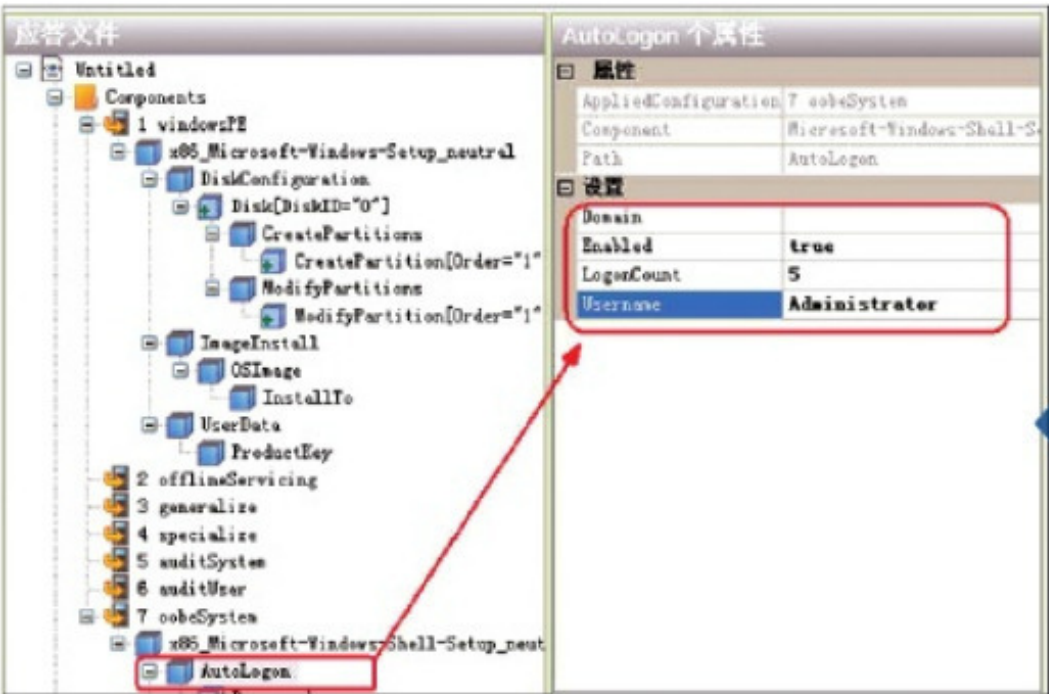 应答文件
Untitled
Components
1 windowsPE
x86_Microsoft-Windows-Setup_neutral
DiskConfiguration
Disk[DiskID="0"]
CreatePartitions
CreatePartition[Order="1"
ModifyPartitions
ModifyPartition[Order="1"
ImageInstall
OSImage
InstallTo
UserData
ProductKey
2 offlineServicing
3 generalize
4 specialize
5 auditSystem
6 auditUser
7 oobeSystem
x86_Microsoft-Windows-Shell-Setup_neut
AutoLogon
AutoLogon 个属性
属性
AppliedConfiguration 7 oobeSystem
Component Microsoft-Windows-Shell-Se
Path AutoLogon
设置
Domain
Enabled true
LogonCount 5
Username Administrator